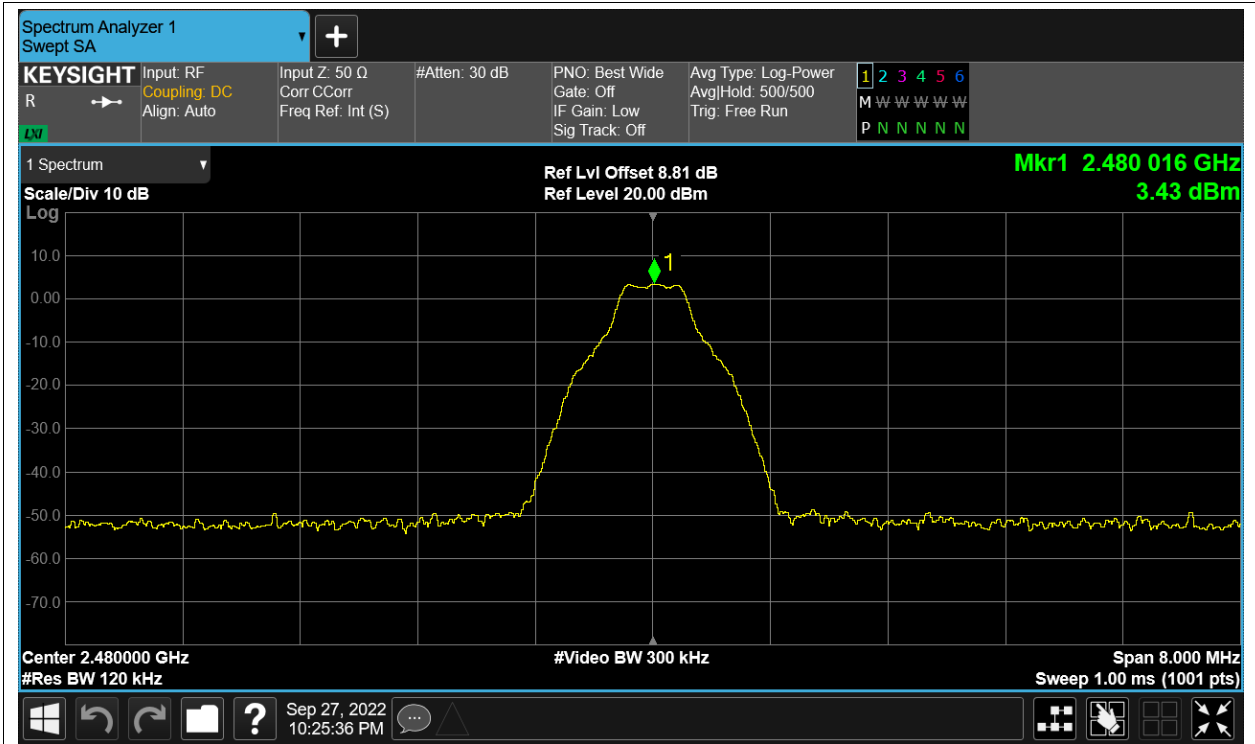 Spectrum Analyzer 1
Swept SA
KEYSIGHT
R
LXI
Input: RF
Coupling: DC
Align: Auto
Input Z: 50 Ω
Corr CCorr
Freq Ref: Int (S)
#Atten: 30 dB
PNO: Best Wide
Gate: Off
IF Gain: Low
Sig Track: Off
Avg Type: Log-Power
Avg|Hold: 500/500
Trig: Free Run
1 2 3 4 5 6
M W W W W W
P N N N N N
1 Spectrum
Scale/Div 10 dB
Log
Ref Lvl Offset 8.81 dB
Ref Level 20.00 dBm
Mkr1 2.480 016 GHz
3.43 dBm
1
10.0
0.00
-10.0
-20.0
-30.0
-40.0
-50.0
-60.0
-70.0
Center 2.480000 GHz
#Res BW 120 kHz
#Video BW 300 kHz
Span 8.000 MHz
Sweep 1.00 ms (1001 pts)
?
Sep 27, 2022
10:25:36 PM